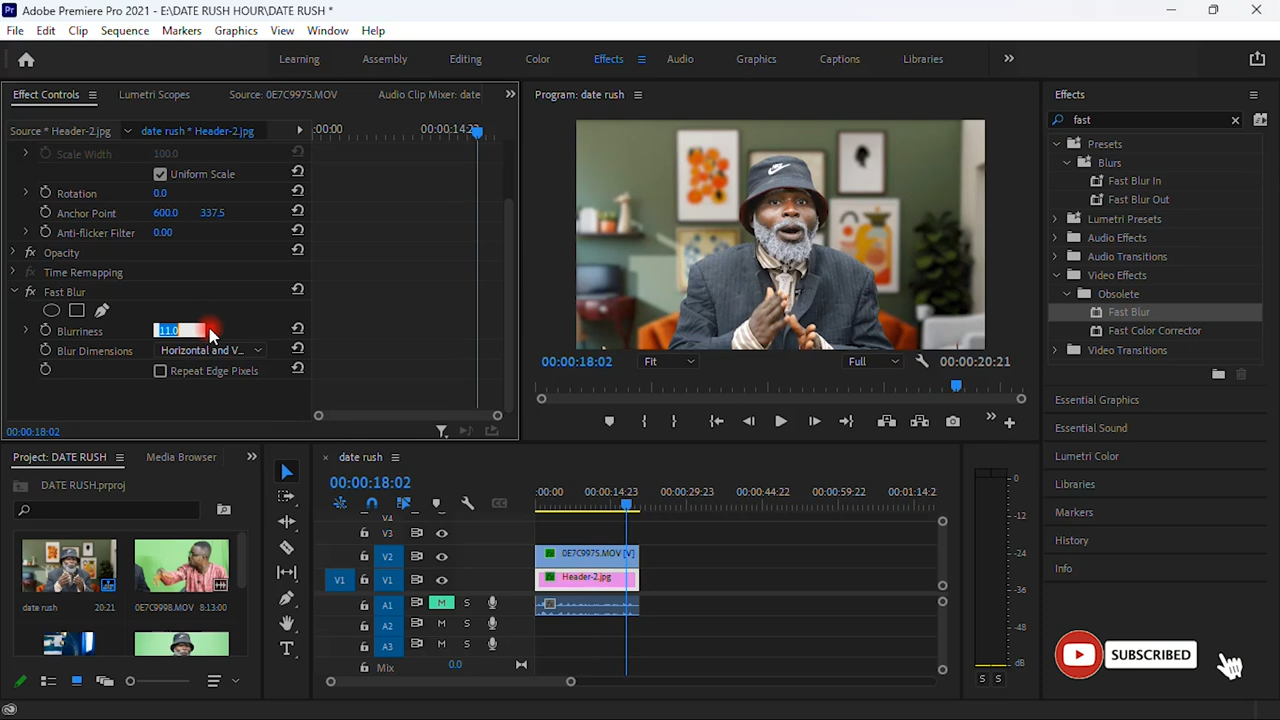 Adobe Premiere Pro 2021 - E:\DATE RUSH HOUR\DATE RUSH *
File Edit Clip Sequence Markers Graphics View Window Help
Learning Assembly Editing Color Effects Audio Graphics Captions Libraries
Effect Controls Lumetri Scopes Source: 0E7C9975.MOV Audio Clip Mixer: date
Source * Header-2.jpg date rush * Header-2.jpg :00:00 00:00:14:23
Scale Width 100.0
Uniform Scale
Rotation 0.0
Anchor Point 600.0 337.5
Anti-flicker Filter 0.00
fx Opacity
fx Time Remapping
fx Fast Blur
Blurriness 11.0
Blur Dimensions Horizontal and V...
Repeat Edge Pixels
00:00:18:02
Program: date rush
00:00:18:02 Fit Full 00:00:20:21
Effects
fast
Presets
Blurs
Fast Blur In
Fast Blur Out
Lumetri Presets
Audio Effects
Audio Transitions
Video Effects
Obsolete
Fast Blur
Fast Color Corrector
Video Transitions
Essential Graphics
Essential Sound
Lumetri Color
Libraries
Markers
History
Info
Project: DATE RUSH Media Browser
DATE RUSH.prproj
date rush 20:21
0E7C9998.MOV 8:13:00
date rush
00:00:18:02
:00:00 00:00:14:23 00:00:29:23 00:00:44:22 00:00:59:22 00:01:14:2
V4
V3
V2 0E7C9975.MOV [V]
V1 V1 Header-2.jpg
A1 M S
A2 M S
A3 M S
Mix 0.0
0
-12
-24
-36
-48
dB
S S
SUBSCRIBED